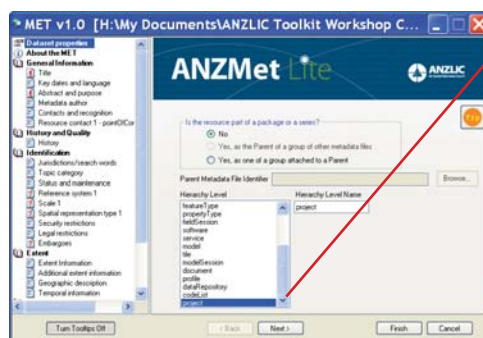 MET v1.0 [H:\My Documents\ANZLIC Toolkit Workshop C...
Dataset properties
About the MET
General Information
Title
Key dates and language
Abstract and purpose
Metadata author
Contacts and recognition
Resource contact 1 - pointOfCo
History and Quality
History
Identification
Jurisdictions/search words
Topic category
Status and maintenance
Reference system 1
Scale 1
Spatial representation type 1
Security restrictions
Legal restrictions
Embargoes
Extent
Extent Information
Additional extent information
Geographic description
Temporal information
Turn Tooltips Off
ANZMet Lite
ANZLIC
Is the resource part of a package or a series?
No
Yes, as the Parent of a group of other metadata files
Yes, as one of a group attached to a Parent
Parent Metadata File Identifier
Browse...
Hierarchy Level
Hierarchy Level Name
featureType
propertyType
fieldSession
software
service
model
tile
modelSession
document
profile
dataRepository
codeList
project
project
< Back
Next >
Finish
Cancel